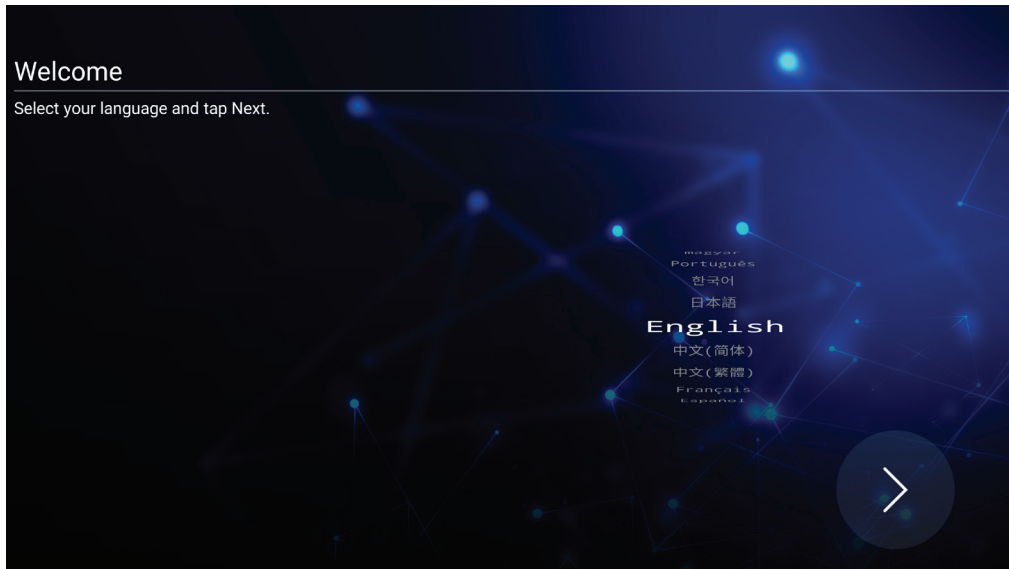 Welcome
Select your language and tap Next.
magyar
Português
한국어
日本語
English
中文(简体)
中文(繁體)
Français
Español